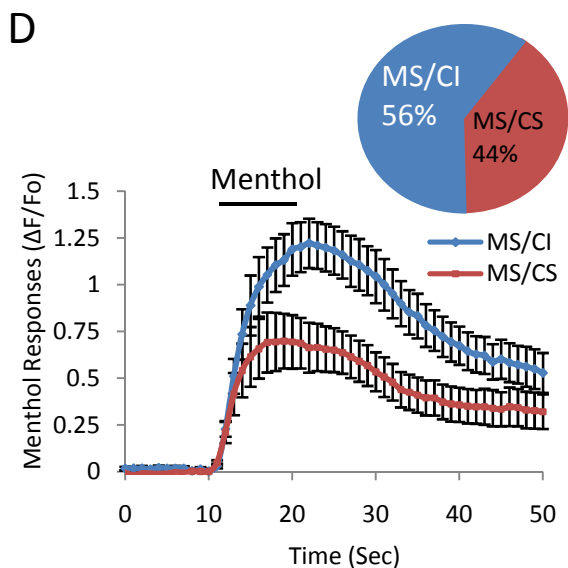 D
MS/CI
56%
MS/CS
44%
Menthol
MS/CI
MS/CS
Menthol Responses (ΔF/Fo)
1.5
1.25
1
0.75
0.5
0.25
0
0 10 20 30 40 50
Time (Sec)